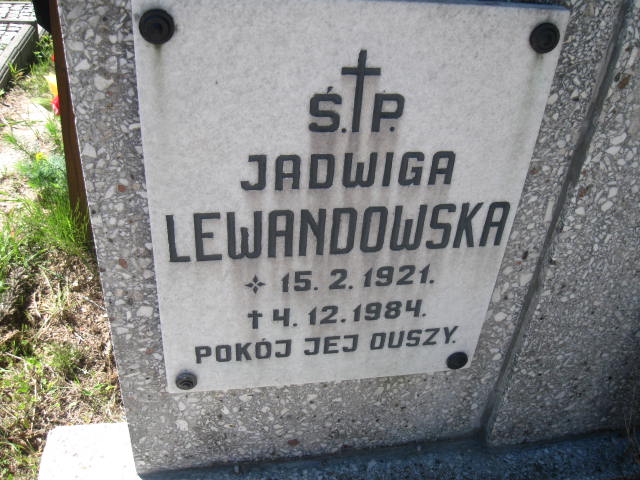 Ś.†P.
JADWIGA
LEWANDOWSKA
✧ 15. 2. 1921.
† 4. 12. 1984.
POKÓJ JEJ DUSZY.